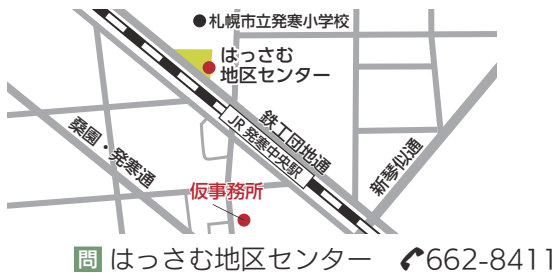 ●札幌市立発寒小学校
はっさむ
地区センター
鉄工団地通
JR 発寒中央駅
桑園・発寒通
新琴似通
仮事務所
問 はっさむ地区センター 662-8411